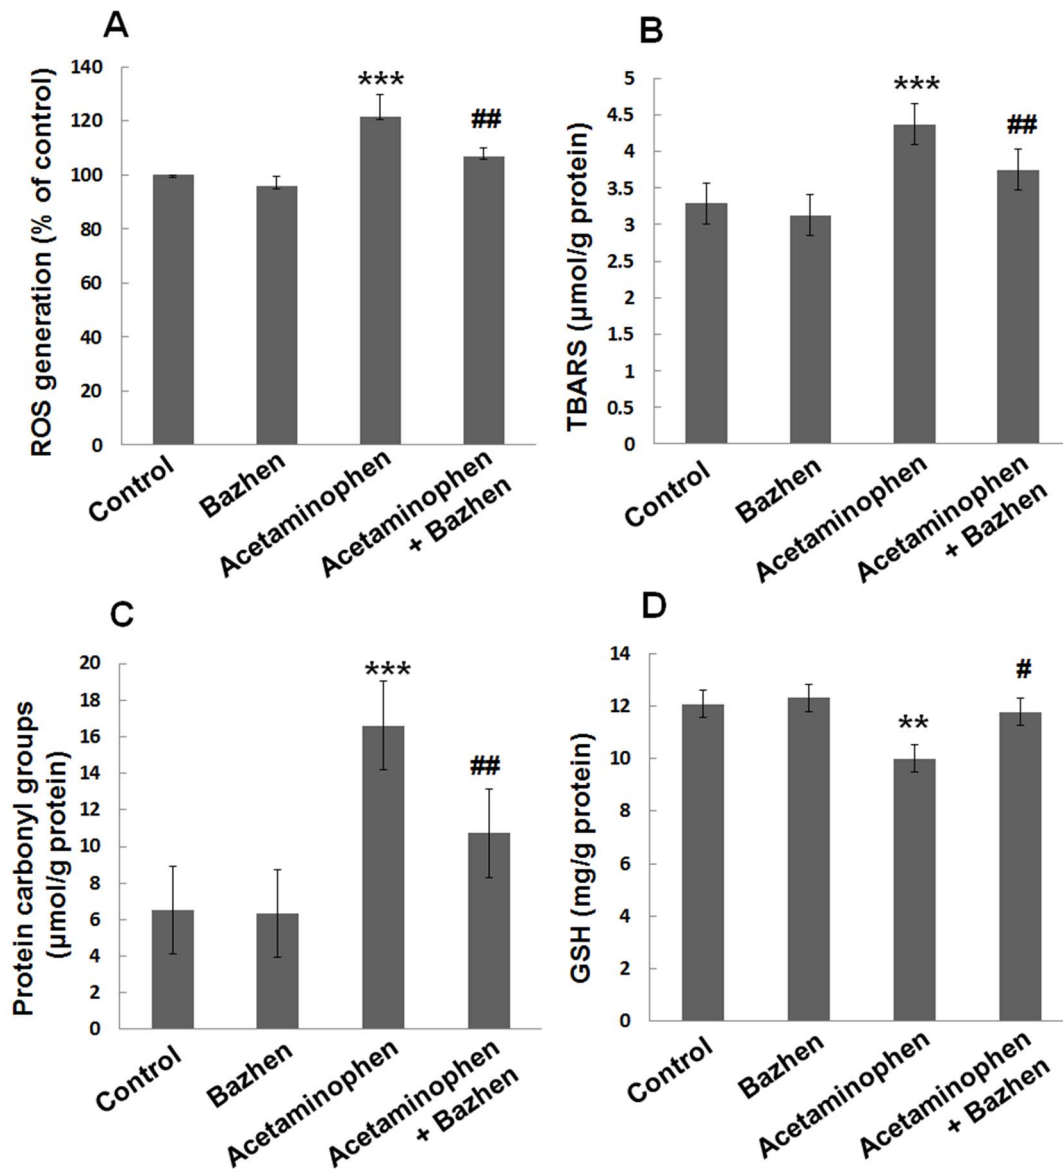 A
ROS generation (% of control)
140
120
100
80
60
40
20
0
***
##
Control
Bazhen
Acetaminophen
Acetaminophen
+ Bazhen
B
TBARS (µmol/g protein)
5
4.5
4
3.5
3
2.5
2
1.5
1
0.5
0
***
##
Control
Bazhen
Acetaminophen
Acetaminophen
+ Bazhen
C
Protein carbonyl groups
(µmol/g protein)
20
18
16
14
12
10
8
6
4
2
0
***
##
Control
Bazhen
Acetaminophen
Acetaminophen
+ Bazhen
D
GSH (mg/g protein)
14
12
10
8
6
4
2
0
**
#
Control
Bazhen
Acetaminophen
Acetaminophen
+ Bazhen